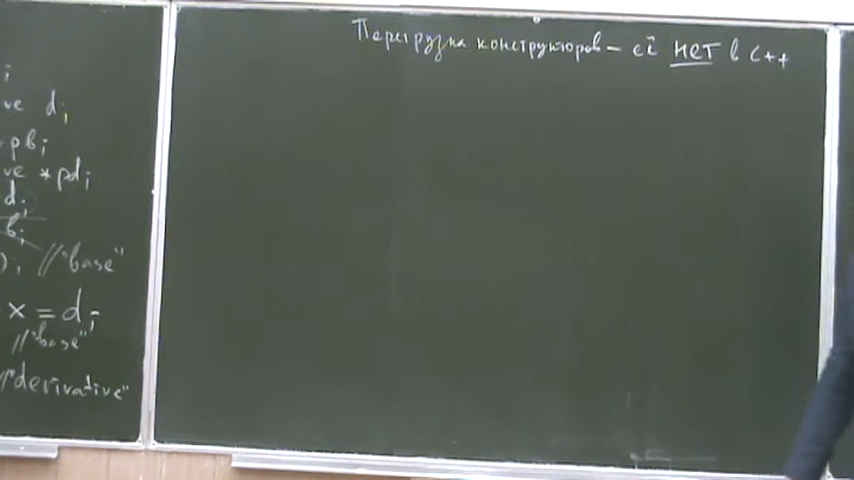 ;
ve d;
pb;
ve *pd;
d;
b;
); //"base"
x = d;
//"base"
//"derivative"
Перегрузка конструкторов – её нет в C++